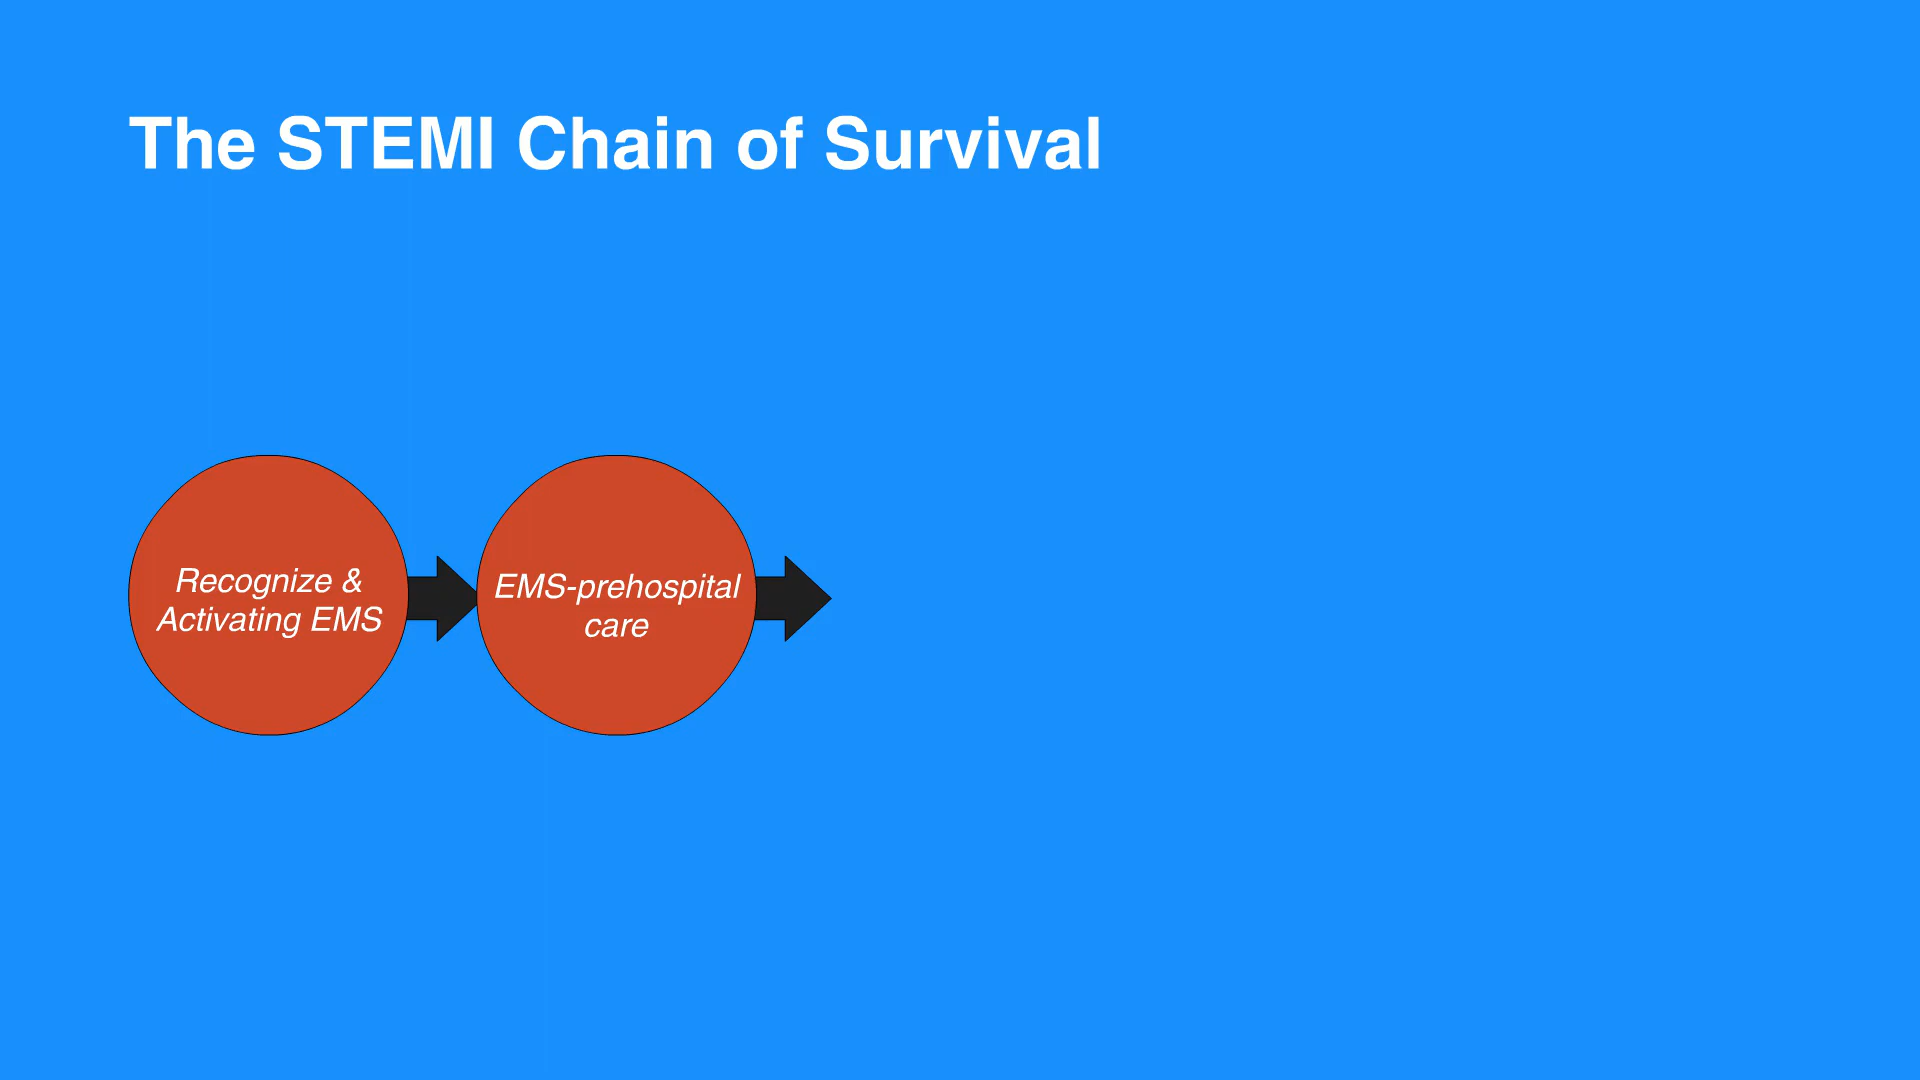 The STEMI Chain of Survival
Recognize &
Activating EMS
EMS-prehospital
care